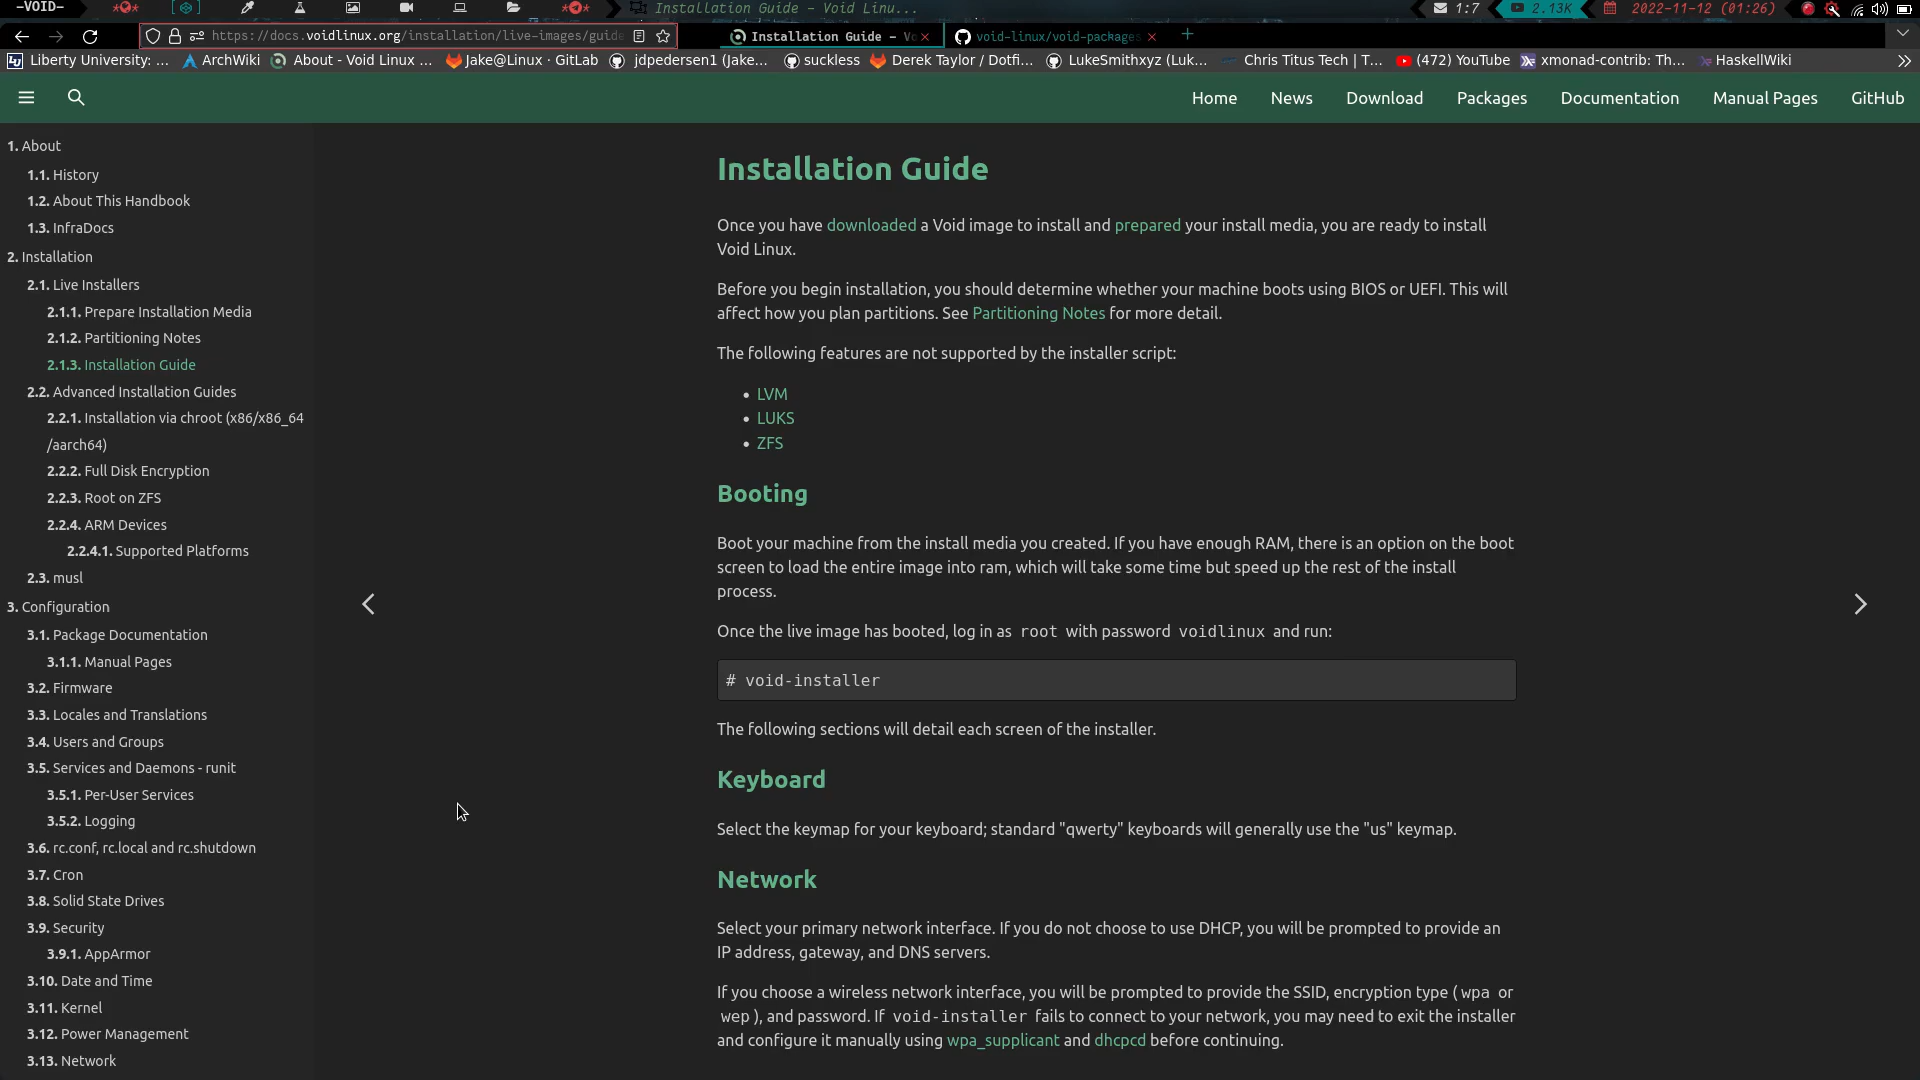 -VOID-
Installation Guide – Void Linu...
1:7
2.13K
2022-11-12 (01:26)
https://docs.voidlinux.org/installation/live-images/guide
Installation Guide – Vo
void-linux/void-packages
Liberty University: ...
ArchWiki
About - Void Linux ...
Jake@Linux · GitLab
jdpedersen1 (Jake...
suckless
Derek Taylor / Dotfi...
LukeSmithxyz (Luk...
Chris Titus Tech | T...
(472) YouTube
xmonad-contrib: Th...
HaskellWiki
Home
News
Download
Packages
Documentation
Manual Pages
GitHub
1. About
1.1. History
1.2. About This Handbook
1.3. InfraDocs
2. Installation
2.1. Live Installers
2.1.1. Prepare Installation Media
2.1.2. Partitioning Notes
2.1.3. Installation Guide
2.2. Advanced Installation Guides
2.2.1. Installation via chroot (x86/x86_64
/aarch64)
2.2.2. Full Disk Encryption
2.2.3. Root on ZFS
2.2.4. ARM Devices
2.2.4.1. Supported Platforms
2.3. musl
3. Configuration
3.1. Package Documentation
3.1.1. Manual Pages
3.2. Firmware
3.3. Locales and Translations
3.4. Users and Groups
3.5. Services and Daemons - runit
3.5.1. Per-User Services
3.5.2. Logging
3.6. rc.conf, rc.local and rc.shutdown
3.7. Cron
3.8. Solid State Drives
3.9. Security
3.9.1. AppArmor
3.10. Date and Time
3.11. Kernel
3.12. Power Management
3.13. Network
Installation Guide
Once you have downloaded a Void image to install and prepared your install media, you are ready to install
Void Linux.
Before you begin installation, you should determine whether your machine boots using BIOS or UEFI. This will
affect how you plan partitions. See Partitioning Notes for more detail.
The following features are not supported by the installer script:
• LVM
• LUKS
• ZFS
Booting
Boot your machine from the install media you created. If you have enough RAM, there is an option on the boot
screen to load the entire image into ram, which will take some time but speed up the rest of the install
process.
Once the live image has booted, log in as root with password voidlinux and run:
# void-installer
The following sections will detail each screen of the installer.
Keyboard
Select the keymap for your keyboard; standard "qwerty" keyboards will generally use the "us" keymap.
Network
Select your primary network interface. If you do not choose to use DHCP, you will be prompted to provide an
IP address, gateway, and DNS servers.
If you choose a wireless network interface, you will be prompted to provide the SSID, encryption type ( wpa or
wep ), and password. If void-installer fails to connect to your network, you may need to exit the installer
and configure it manually using wpa_supplicant and dhcpcd before continuing.